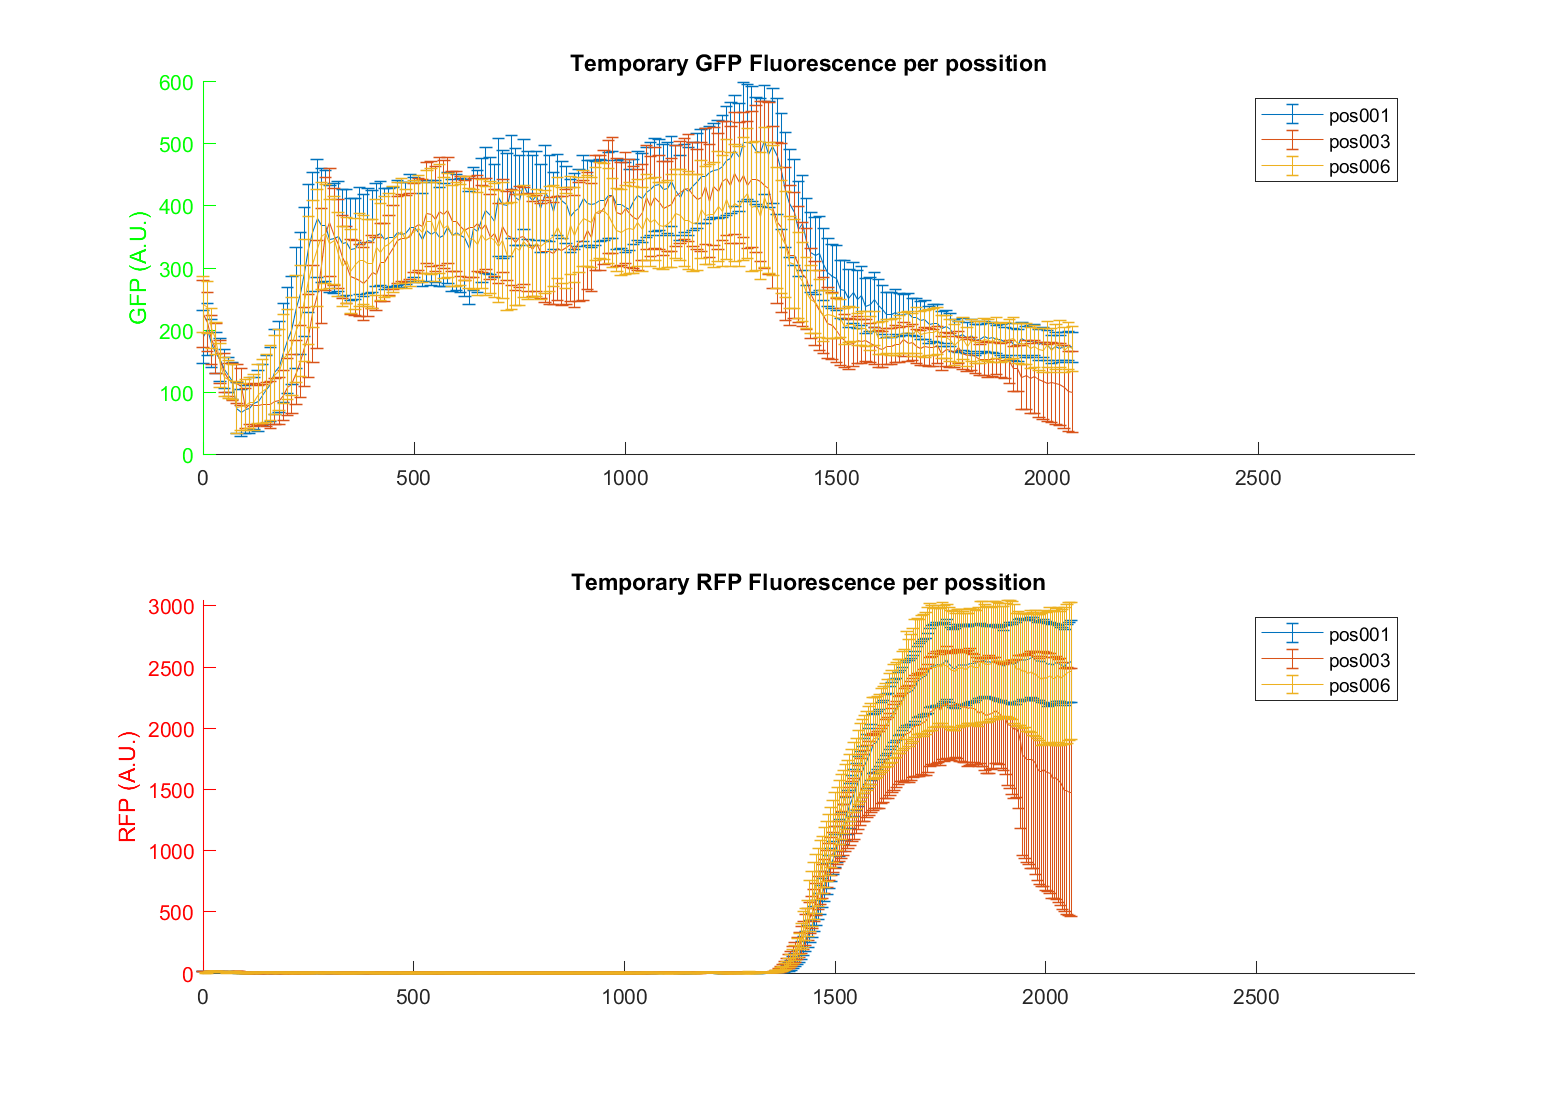 Temporary GFP Fluorescence per possition
600
500
400
300
200
100
0
GFP (A.U.)
0 500 1000 1500 2000 2500
pos001
pos003
pos006
Temporary RFP Fluorescence per possition
3000
2500
2000
1500
1000
500
0
RFP (A.U.)
0 500 1000 1500 2000 2500
pos001
pos003
pos006